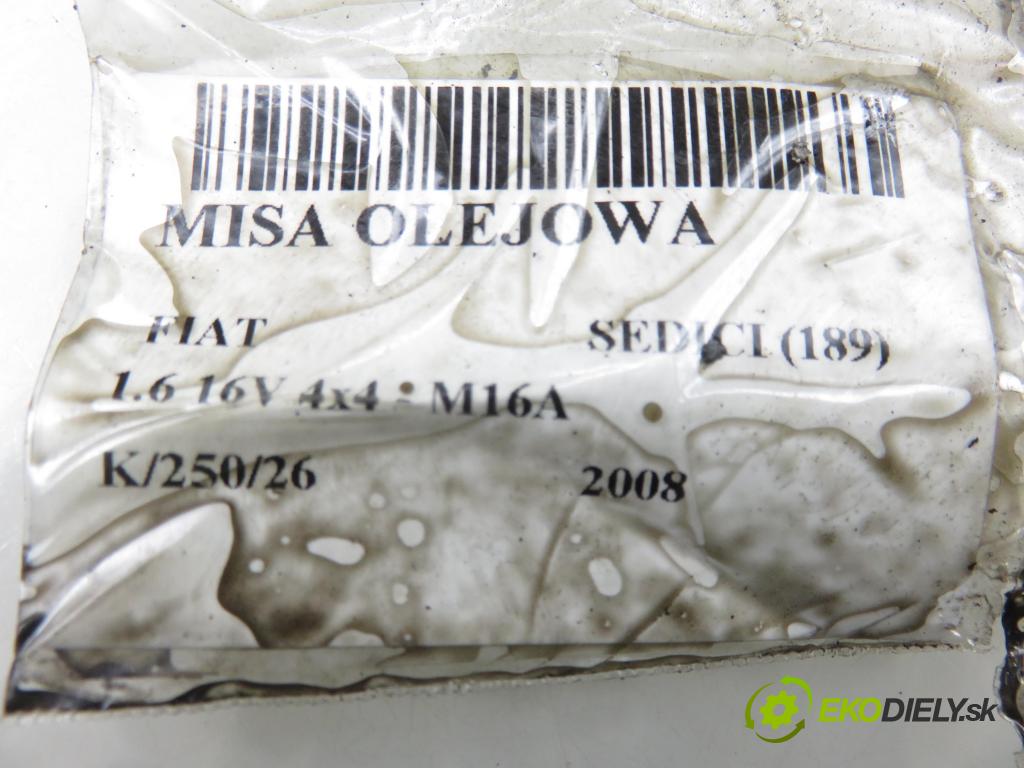 MISA OLEJOWA
FIAT SEDICI (189)
1.6 16V 4x4 - M16A
K/250/26 2008
EKODIELY.sk